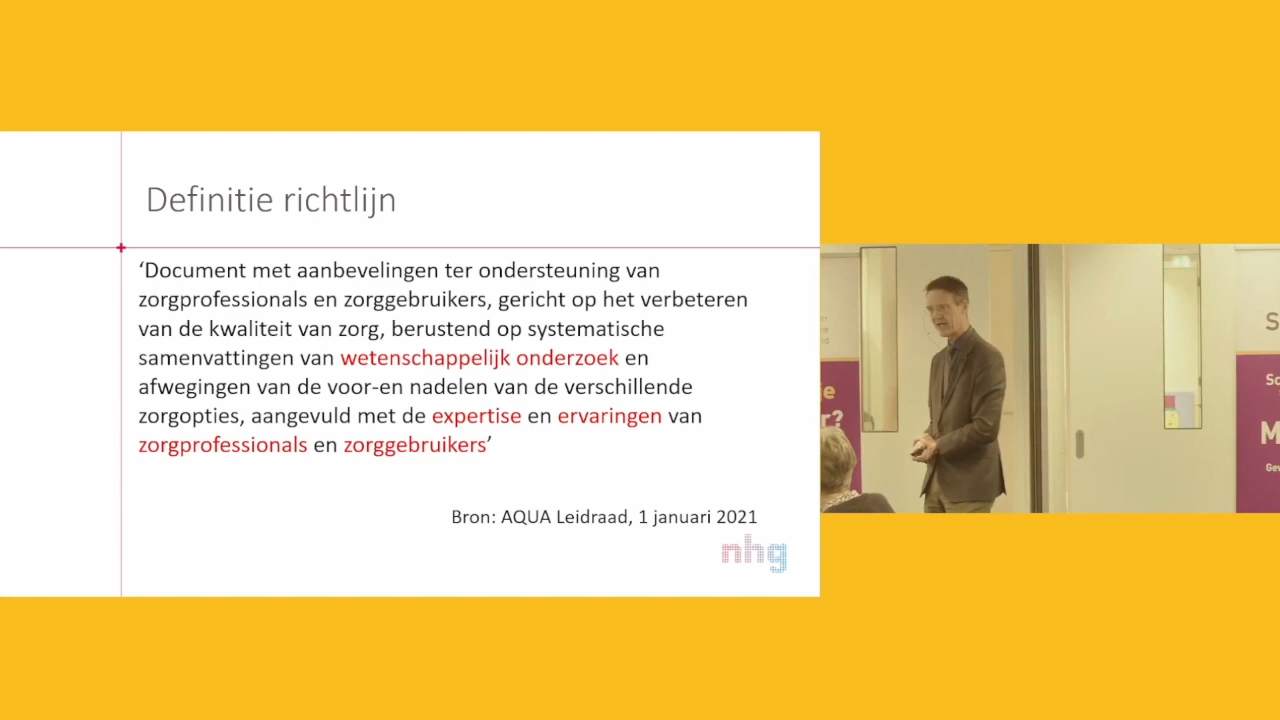 Definitie richtlijn
‘Document met aanbevelingen ter ondersteuning van
zorgprofessionals en zorggebruikers, gericht op het verbeteren
van de kwaliteit van zorg, berustend op systematische
samenvattingen van wetenschappelijk onderzoek en
afwegingen van de voor-en nadelen van de verschillende
zorgopties, aangevuld met de expertise en ervaringen van
zorgprofessionals en zorggebruikers’
Bron: AQUA Leidraad, 1 januari 2021
nhg